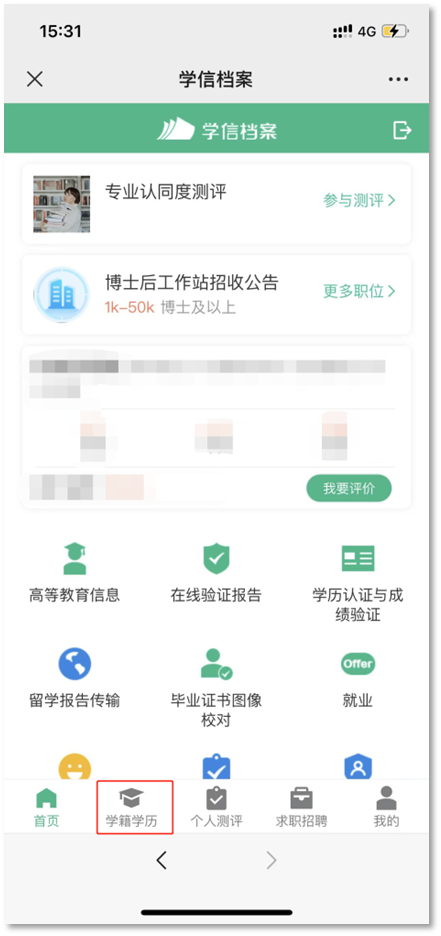 15:31
4G
学信档案
学信档案
专业认同度测评
参与测评
博士后工作站招收公告
更多职位
1k-50k 博士及以上
我要评价
高等教育信息
在线验证报告
学历认证与成
绩验证
留学报告传输
毕业证书图像
校对
Offer
就业
首页
学籍学历
个人测评
求职招聘
我的